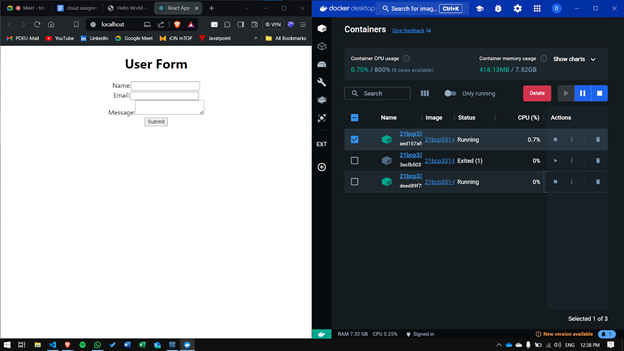 Meet - 
cloud assign
Hello World -
React App
localhost
VPN
PDEU-Mail
YouTube
LinkedIn
Google Meet
ION mTOP
Javatpoint
All Bookmarks
User Form
Name:
Email:
Message:
Submit
docker desktop
Search for imag...
Ctrl+K
D
Containers
Give feedback
Container CPU usage
0.70% / 800% (8 cores available)
Container memory usage
418.13MB / 7.52GB
Show charts
Search
Only running
Delete
Name
Image
Status
CPU (%)
Actions
21bcp33
aed157a8
21bcp331-f
Running
0.7%
21bcp33
3ecfb503
21bcp331-f
Exited (1)
0%
21bcp33
deed89f7
21bcp331-f
Running
0%
EXT
Selected 1 of 3
RAM 7.32 GB
CPU 0.25%
Signed in
New version available
1
ENG
12:38 PM